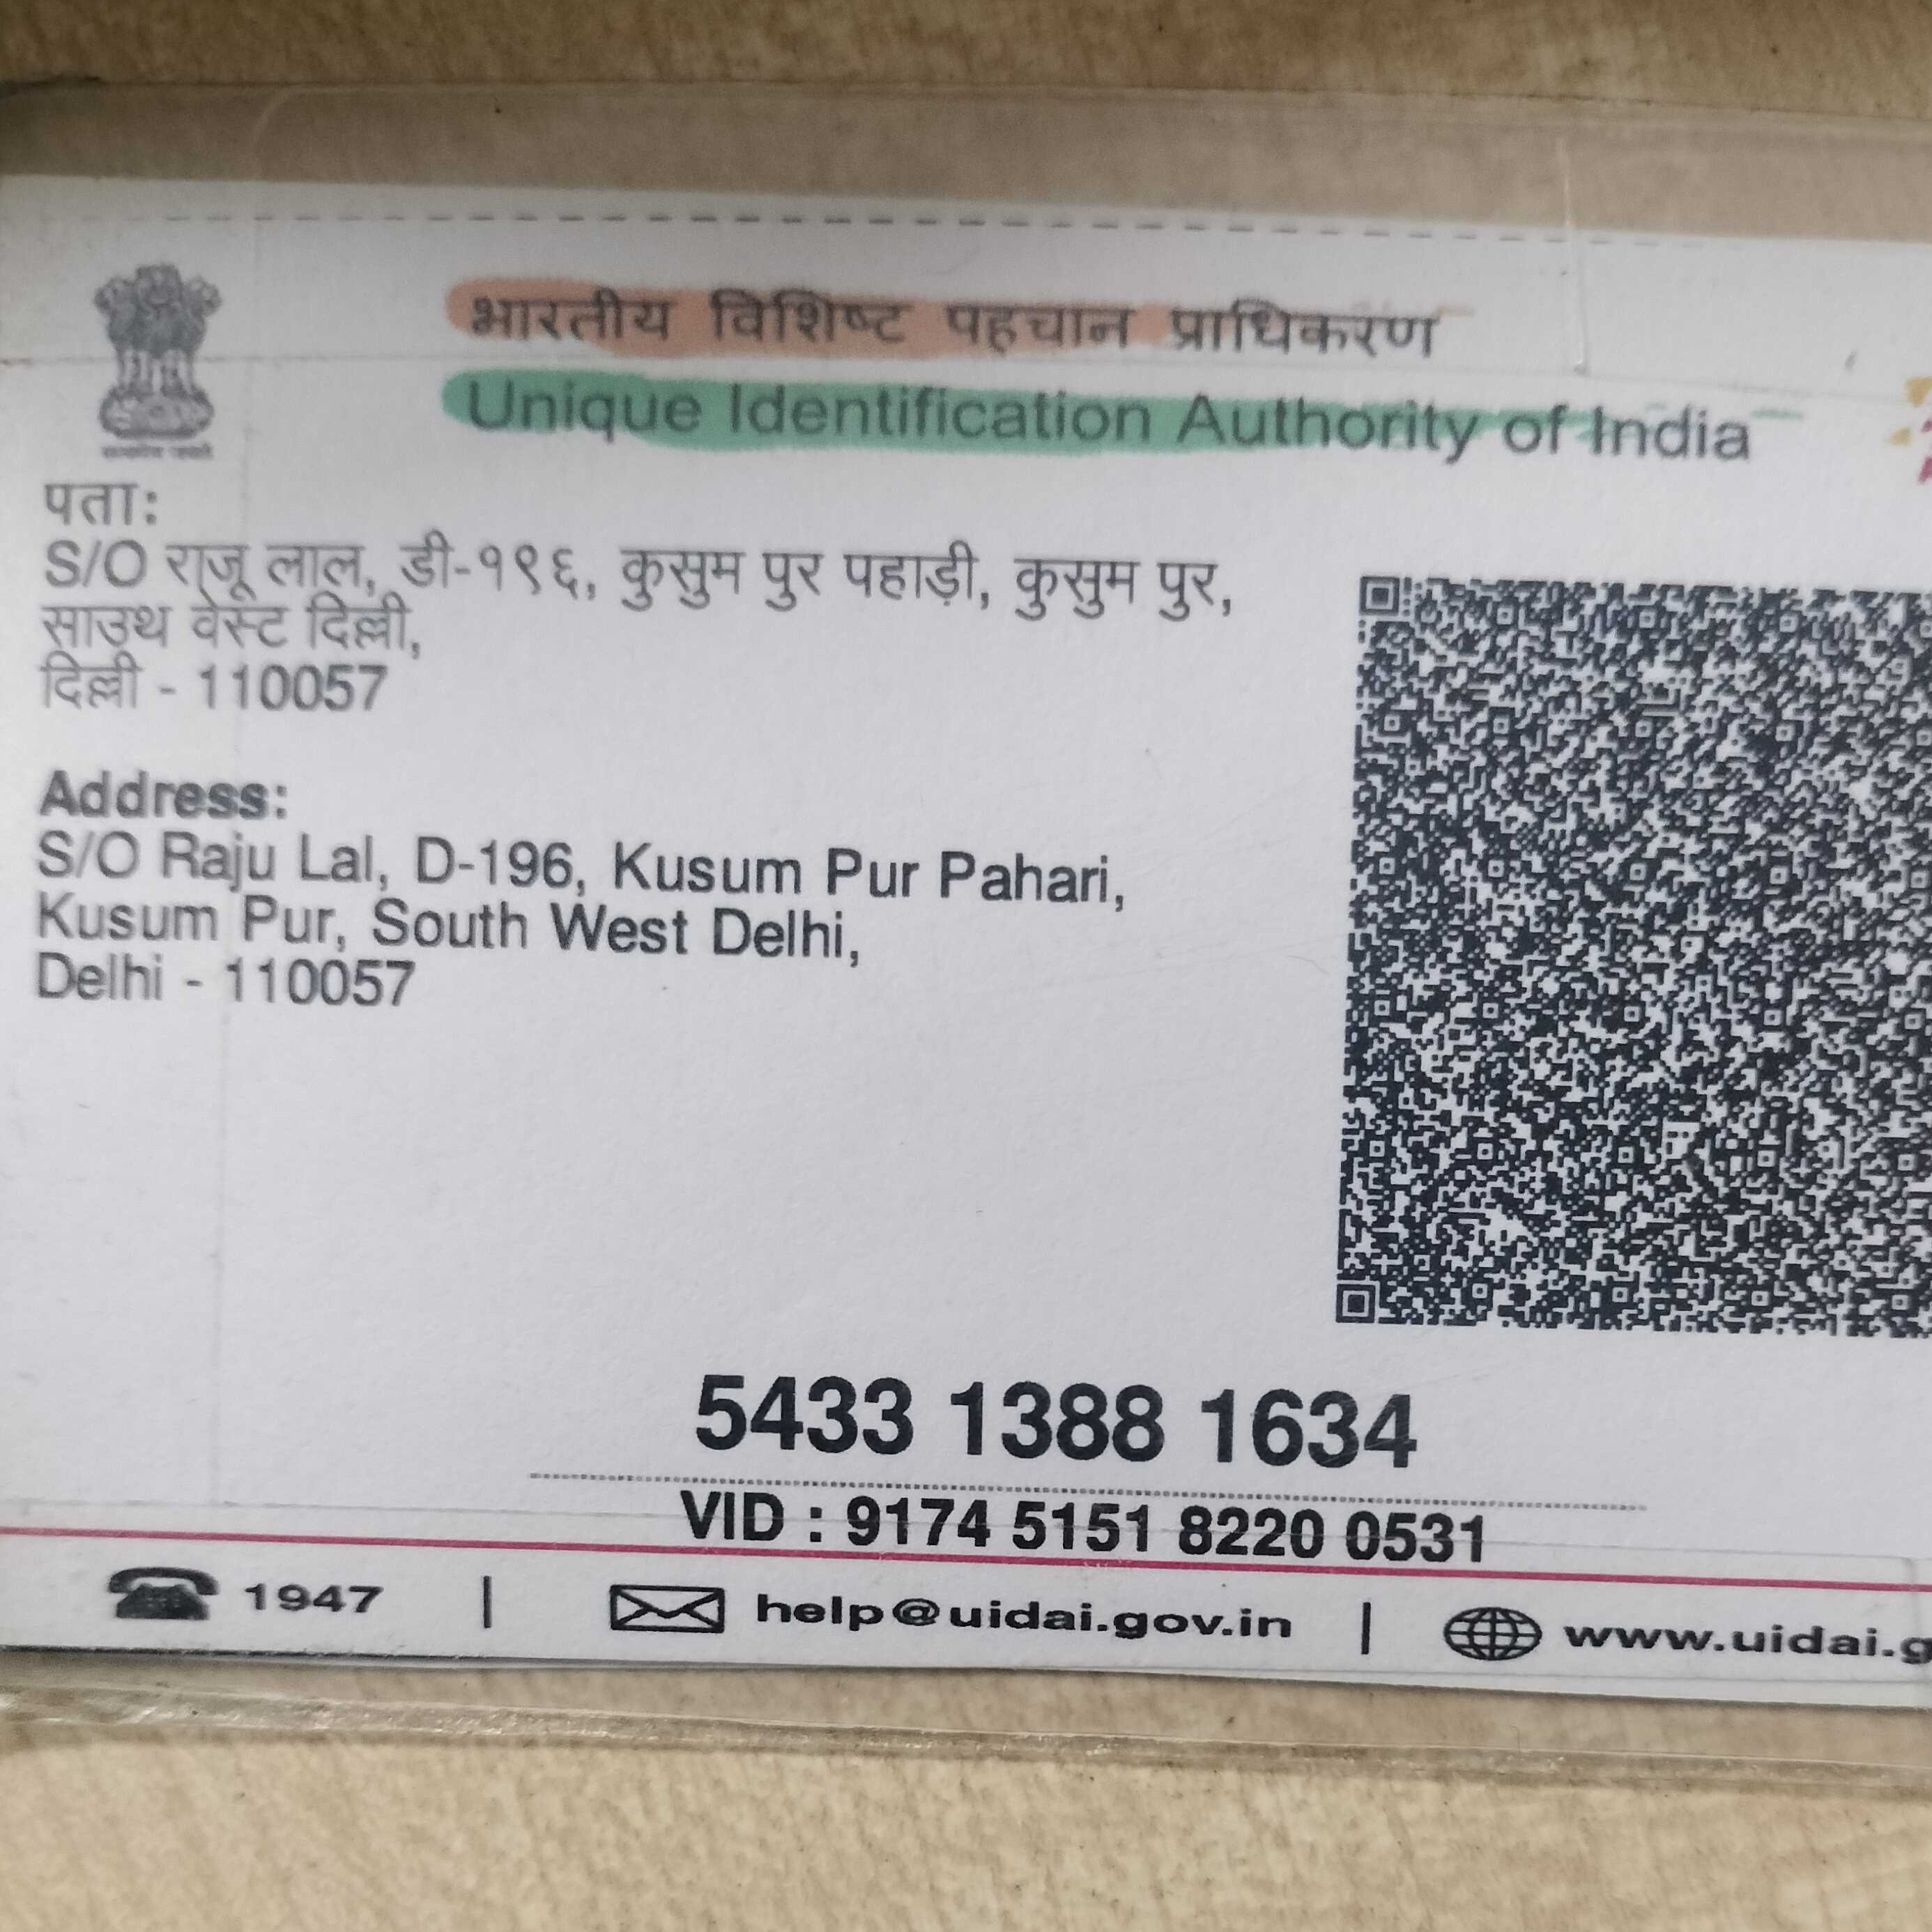 भारतीय विशिष्ट पहचान प्राधिकरण
Unique Identification Authority of India
पता:
S/O राजू लाल, डी-१९६, कुसुम पुर पहाड़ी, कुसुम पुर,
साउथ वेस्ट दिल्ली,
दिल्ली - 110057
Address:
S/O Raju Lal, D-196, Kusum Pur Pahari,
Kusum Pur, South West Delhi,
Delhi - 110057
5433 1388 1634
VID : 9174 5151 8220 0531
1947 | help@uidai.gov.in | www.uidai.g